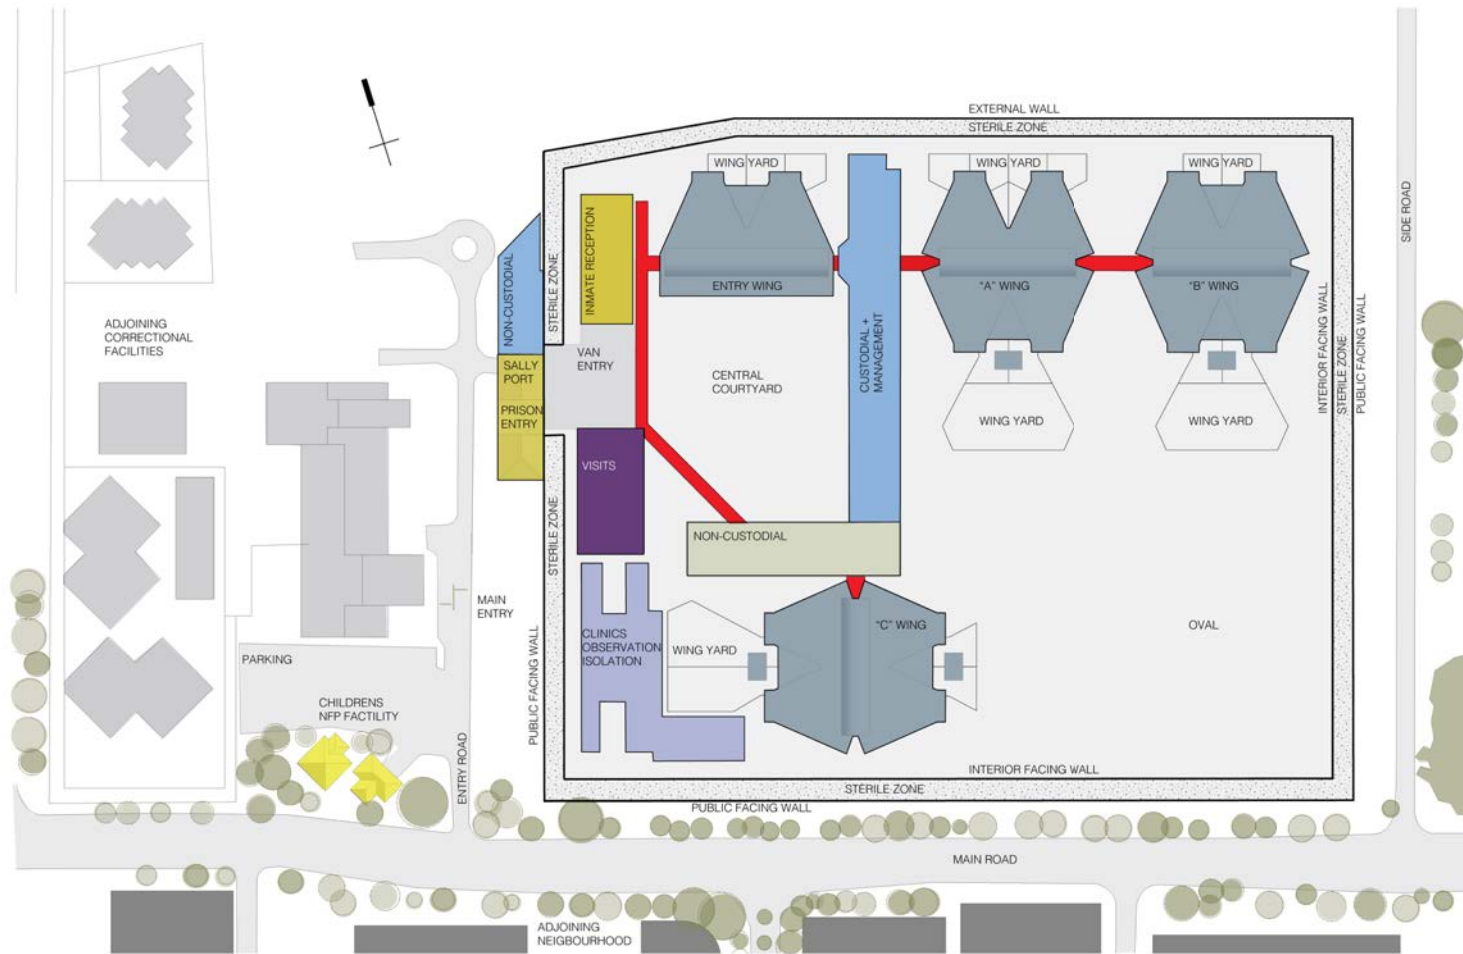 EXTERNAL WALL
STERILE ZONE
WING YARD
WING YARD
WING YARD
SIDE ROAD
INMATE RECEPTION
NON-CUSTODIAL
STERILE ZONE
ENTRY WING
"A" WING
"B" WING
ADJOINING
CORRECTIONAL
FACILITIES
VAN
ENTRY
SALLY
PORT
PRISON
ENTRY
CENTRAL
COURTYARD
CUSTODIAL +
MANAGEMENT
INTERIOR FACING WALL
STERILE ZONE
PUBLIC FACING WALL
WING YARD
WING YARD
VISITS
STERILE ZONE
NON-CUSTODIAL
MAIN
ENTRY
CLINICS
OBSERVATION
ISOLATION
WING YARD
"C" WING
OVAL
PARKING
CHILDRENS
NFP FACTILITY
PUBLIC FACING WALL
ENTRY ROAD
INTERIOR FACING WALL
STERILE ZONE
PUBLIC FACING WALL
MAIN ROAD
ADJOINING
NEIGBOURHOOD